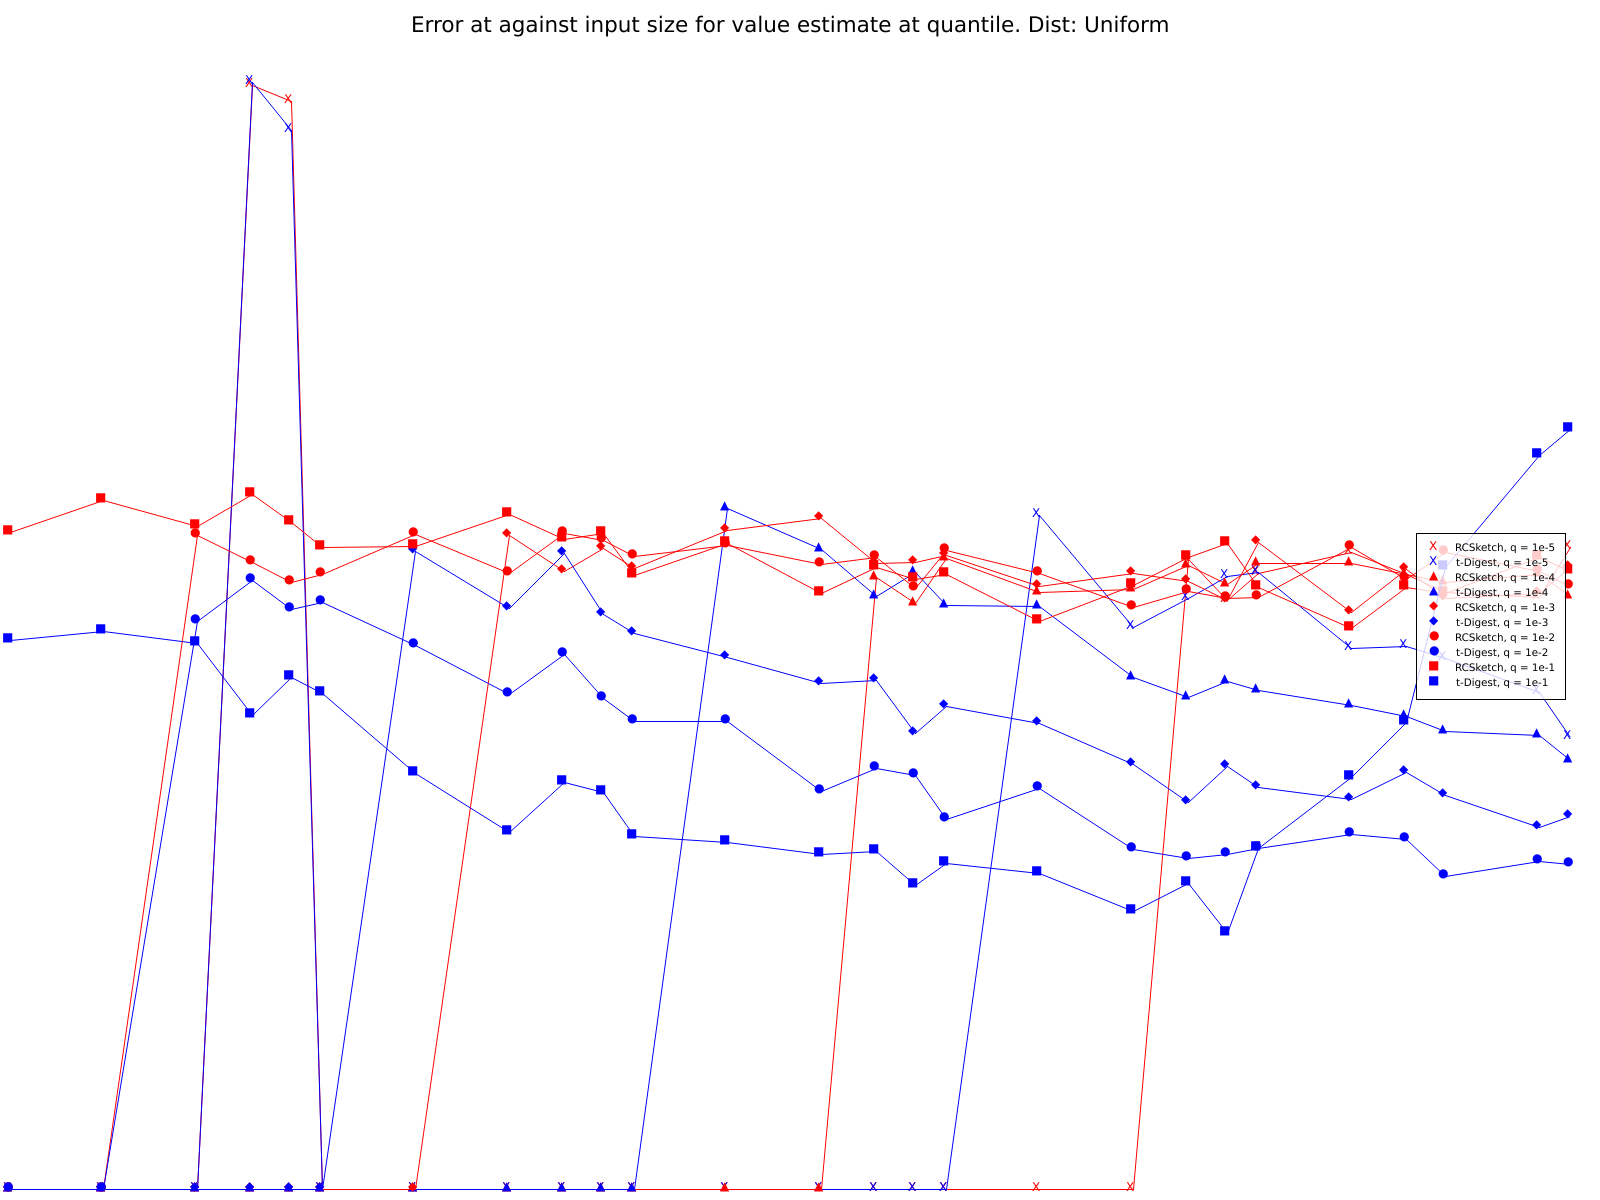 Error at against input size for value estimate at quantile. Dist: Uniform
RCSketch, q = 1e-5
t-Digest, q = 1e-5
RCSketch, q = 1e-4
t-Digest, q = 1e-4
RCSketch, q = 1e-3
t-Digest, q = 1e-3
RCSketch, q = 1e-2
t-Digest, q = 1e-2
RCSketch, q = 1e-1
t-Digest, q = 1e-1